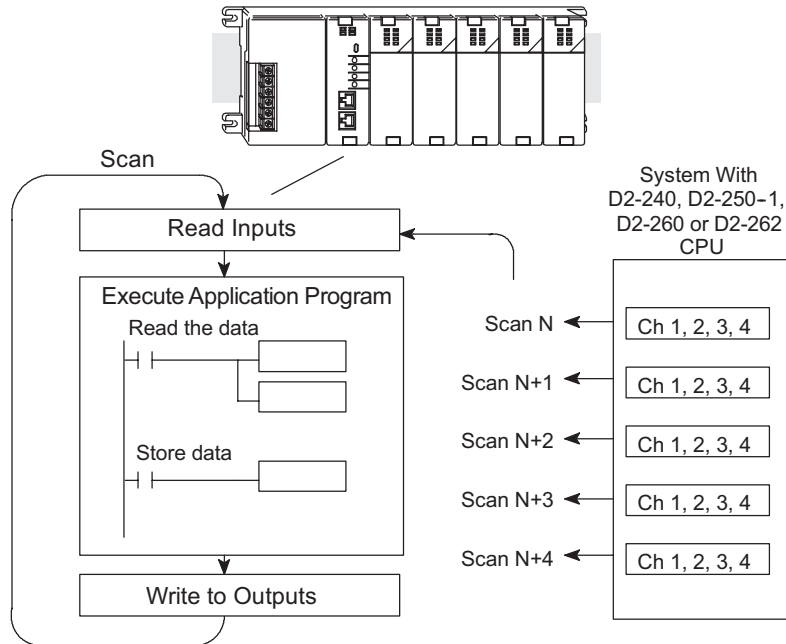 Scan
System With
D2-240, D2-250-1,
D2-260 or D2-262
CPU
Read Inputs
Execute Application Program
Read the data
Store data
Write to Outputs
Scan N
Ch 1, 2, 3, 4
Scan N+1
Ch 1, 2, 3, 4
Scan N+2
Ch 1, 2, 3, 4
Scan N+3
Ch 1, 2, 3, 4
Scan N+4
Ch 1, 2, 3, 4